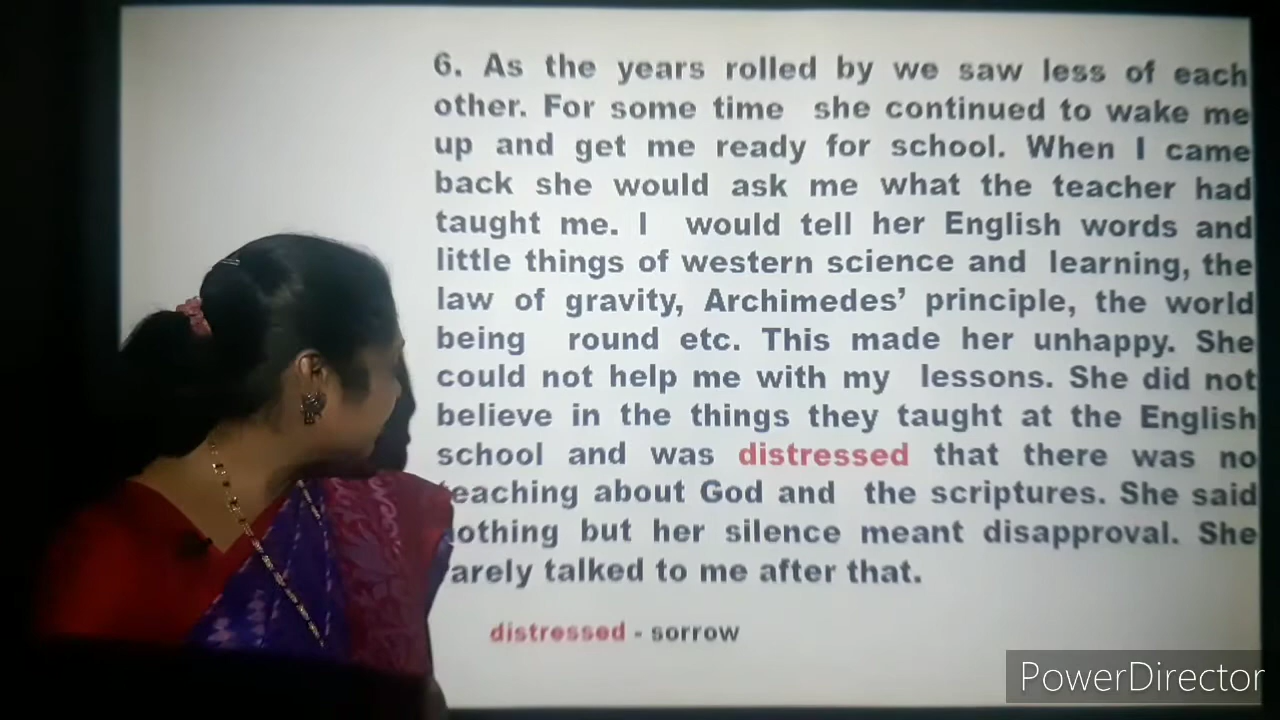 6. As the years rolled by we saw less of each
other. For some time she continued to wake me
up and get me ready for school. When I came
back she would ask me what the teacher had
taught me. I would tell her English words and
little things of western science and learning, the
law of gravity, Archimedes' principle, the world
being round etc. This made her unhappy. She
could not help me with my lessons. She did not
believe in the things they taught at the English
school and was distressed that there was no
teaching about God and the scriptures. She said
nothing but her silence meant disapproval. She
rarely talked to me after that.
distressed - sorrow
PowerDirector